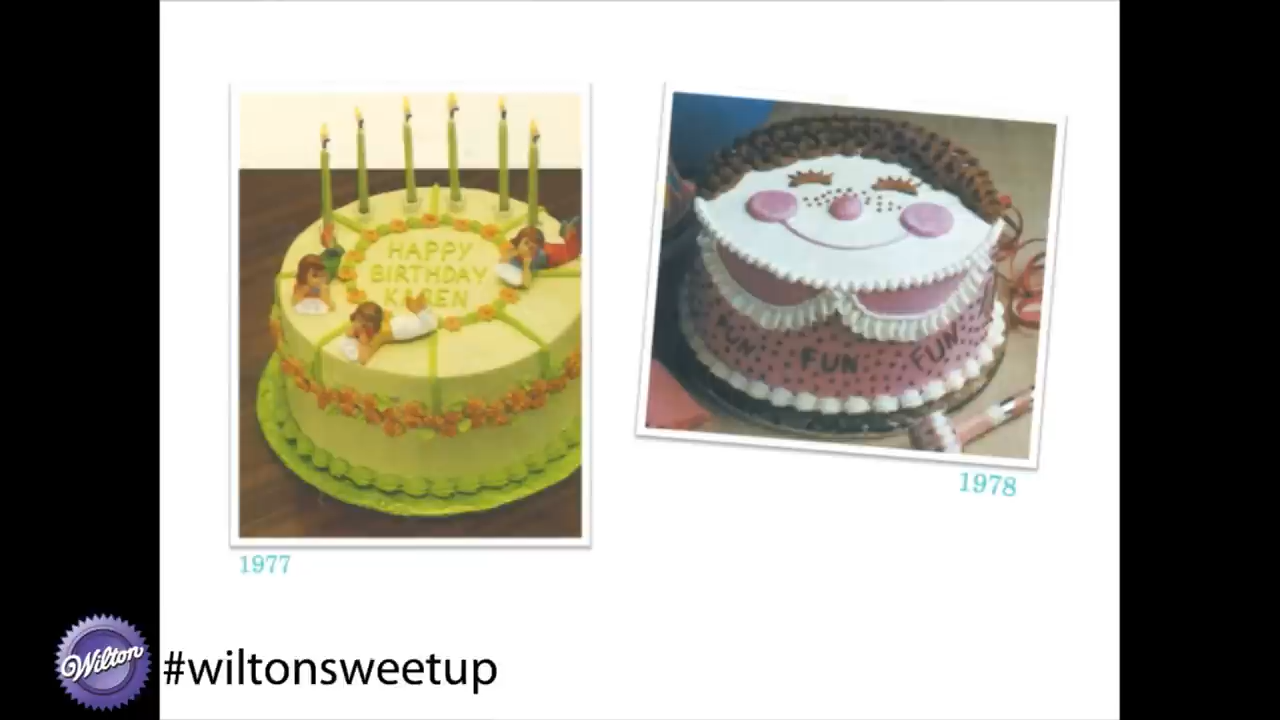 HAPPY
BIRTHDAY
KAREN
FUN FUN FUN
1977
1978
Wilton
#wiltonsweetup